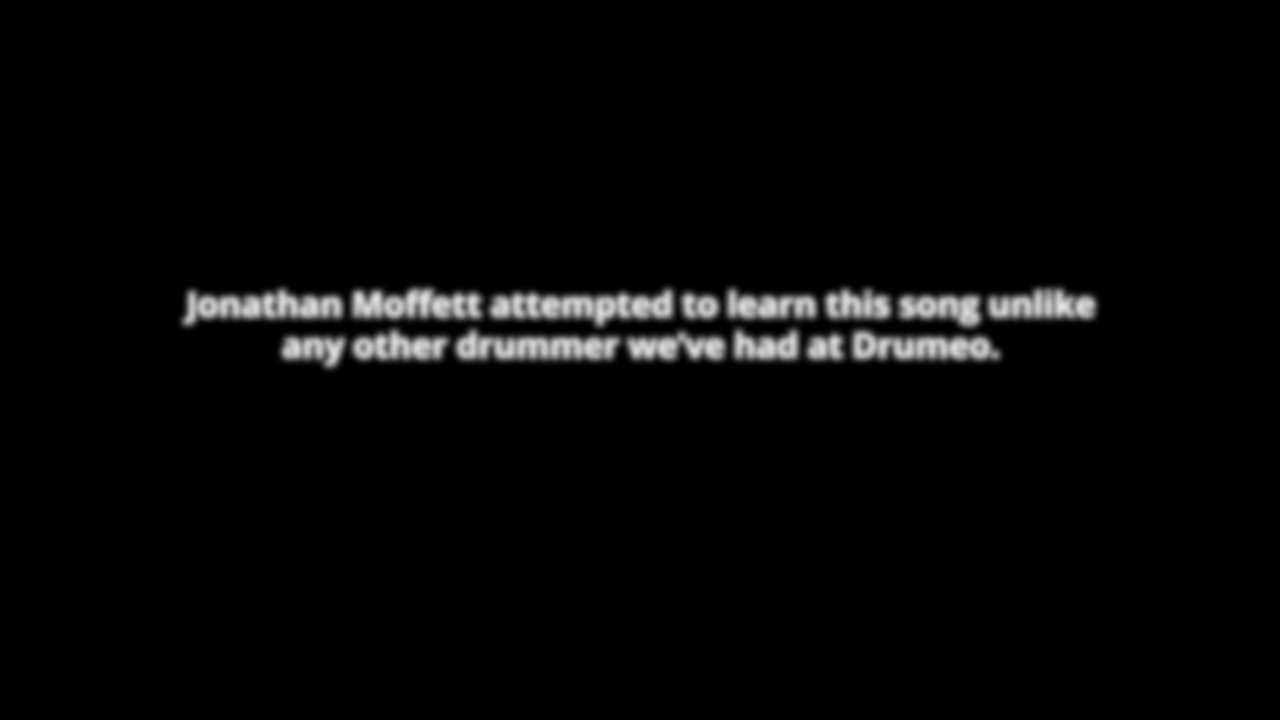 Jonathan Moffett attempted to learn this song unlike
any other drummer we've had at Drumeo.